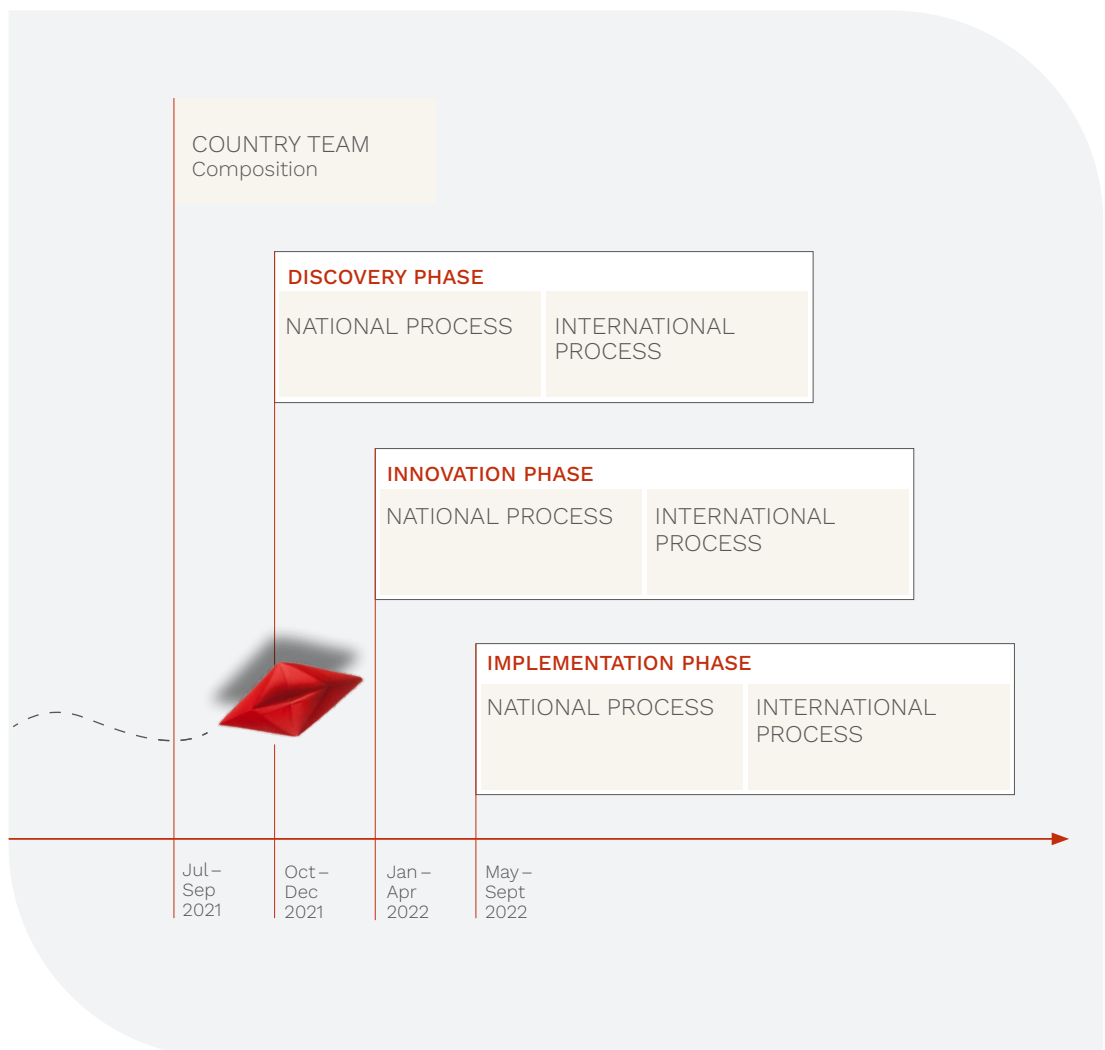 COUNTRY TEAM
Composition
DISCOVERY PHASE
NATIONAL PROCESS
INTERNATIONAL
PROCESS
INNOVATION PHASE
NATIONAL PROCESS
INTERNATIONAL
PROCESS
IMPLEMENTATION PHASE
NATIONAL PROCESS
INTERNATIONAL
PROCESS
Jul–
Sep
2021
Oct–
Dec
2021
Jan–
Apr
2022
May–
Sept
2022